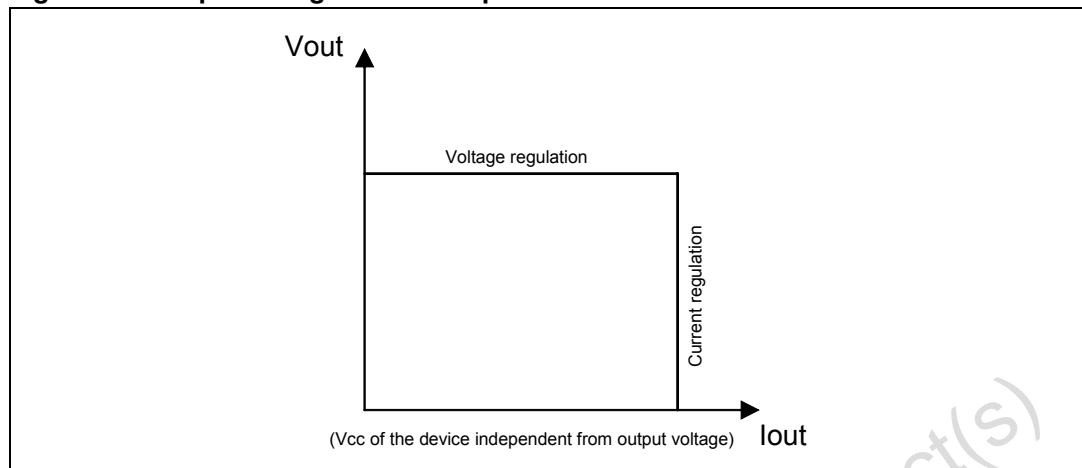 Vout
Voltage regulation
Current regulation
(Vcc of the device independent from output voltage)
Iout